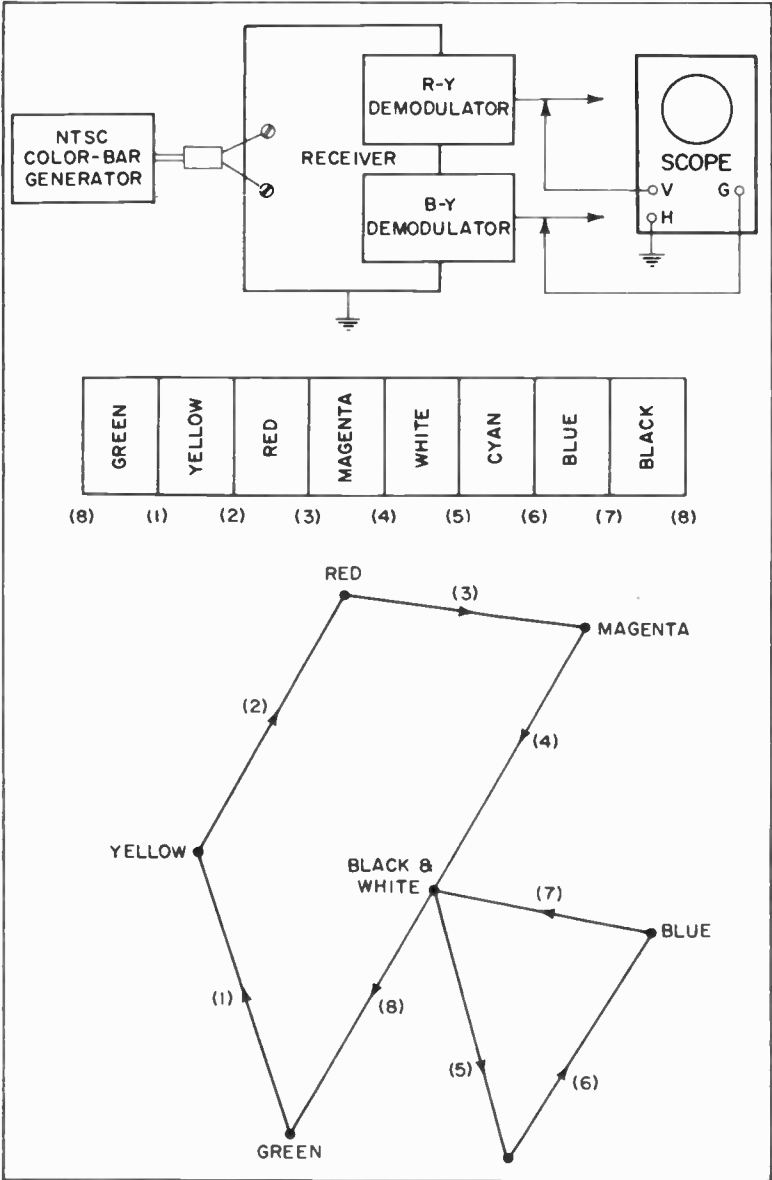 NTSC
COLOR-BAR
GENERATOR
RECEIVER
R-Y
DEMODULATOR
B-Y
DEMODULATOR
SCOPE
V
G
H
GREEN
YELLOW
RED
MAGENTA
WHITE
CYAN
BLUE
BLACK
(8) (1) (2) (3) (4) (5) (6) (7) (8)
RED
(3)
MAGENTA
(2)
(4)
YELLOW
BLACK &
WHITE
(7)
BLUE
(1)
(8)
(5)
(6)
GREEN